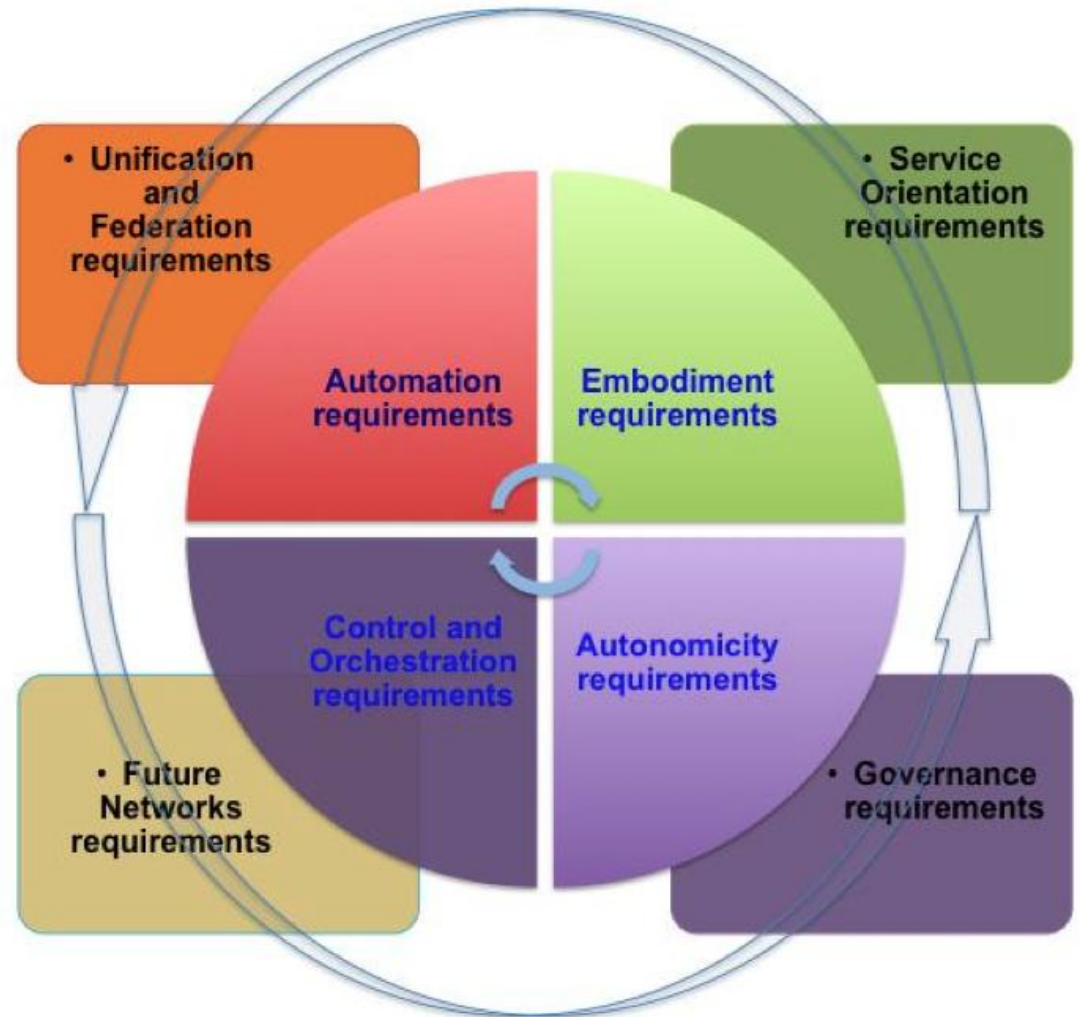 • Unification
and
Federation
requirements
• Service
Orientation
requirements
Automation
requirements
Embodiment
requirements
Control and
Orchestration
requirements
Autonomicity
requirements
• Future
Networks
requirements
• Governance
requirements